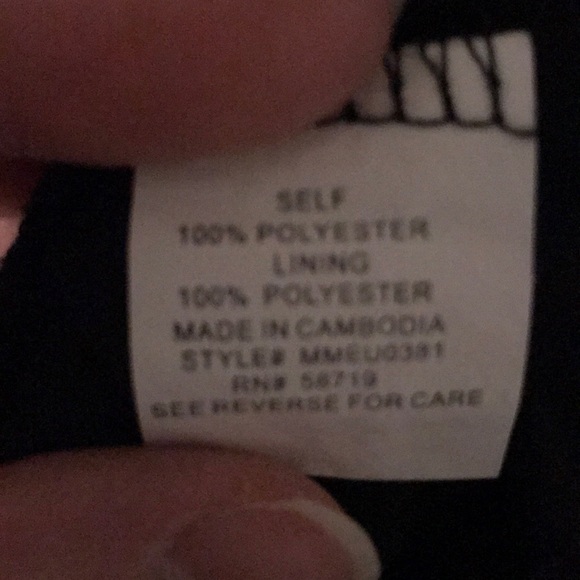 SELF
100% POLYESTER
LINING
100% POLYESTER
MADE IN CAMBODIA
STYLE# MMEU0381
RN# 58719
SEE REVERSE FOR CARE